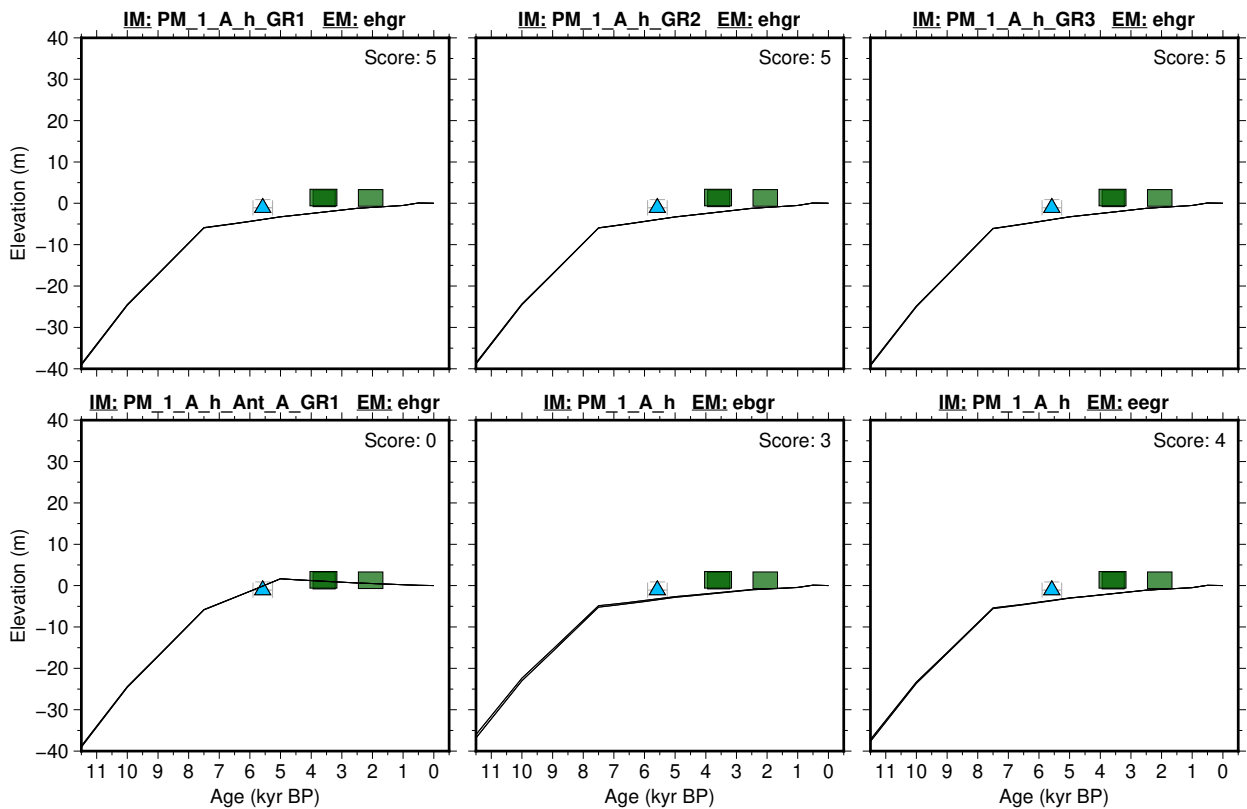 IM: PM_1_A_h_GR1 EM: ehgr
IM: PM_1_A_h_GR2 EM: ehgr
IM: PM_1_A_h_GR3 EM: ehgr
Score: 5
Score: 5
Score: 5
40
30
20
10
0
−10
−20
−30
−40
Elevation (m)
IM: PM_1_A_h_Ant_A_GR1 EM: ehgr
IM: PM_1_A_h EM: ebgr
IM: PM_1_A_h EM: eegr
Score: 0
Score: 3
Score: 4
40
30
20
10
0
−10
−20
−30
−40
Elevation (m)
11 10 9 8 7 6 5 4 3 2 1 0
11 10 9 8 7 6 5 4 3 2 1 0
11 10 9 8 7 6 5 4 3 2 1 0
Age (kyr BP)
Age (kyr BP)
Age (kyr BP)